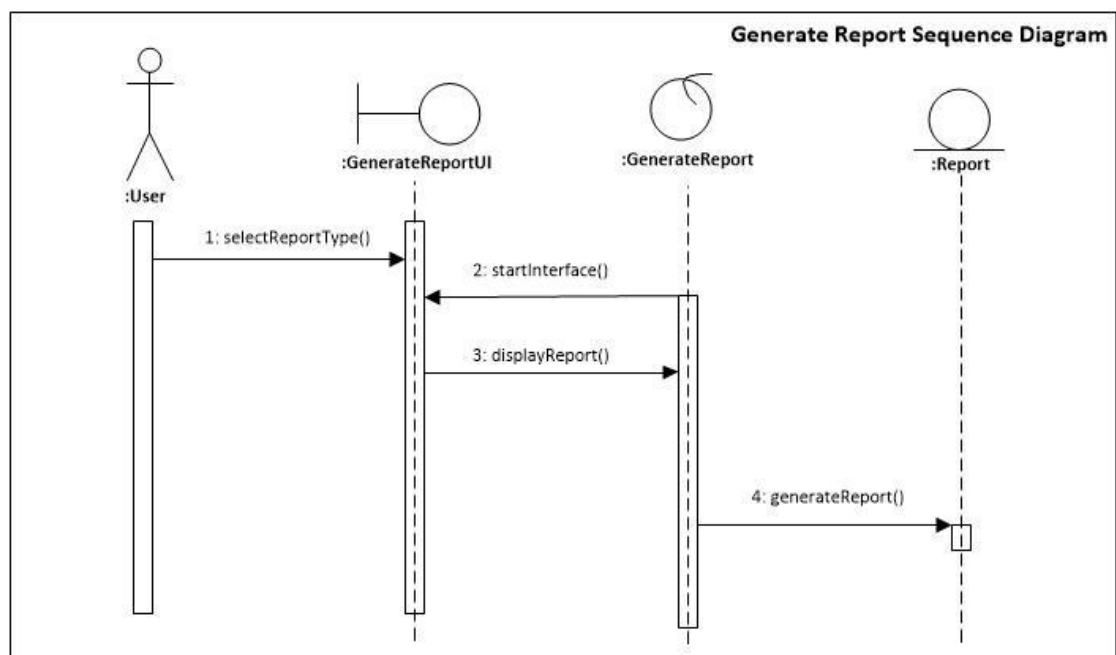 Generate Report Sequence Diagram
:User
:GenerateReportUI
:GenerateReport
:Report
1: selectReportType()
2: startInterface()
3: displayReport()
4: generateReport()